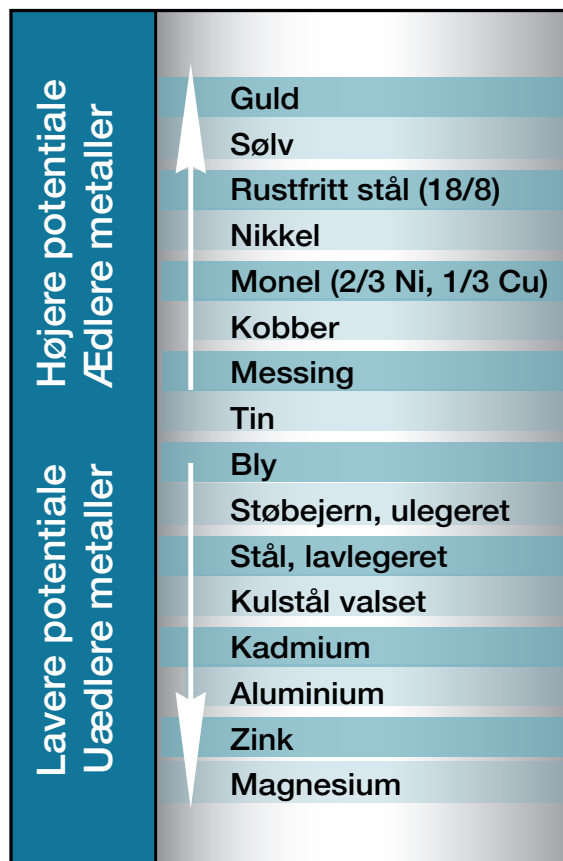 Højere potentiale
Ædlere metaller
Lavere potentiale
Uædlere metaller
Guld
Sølv
Rustfritt stål (18/8)
Nikkel
Monel (2/3 Ni, 1/3 Cu)
Kobber
Messing
Tin
Bly
Støbejern, ulegeret
Stål, lavlegeret
Kulstål valset
Kadmium
Aluminium
Zink
Magnesium